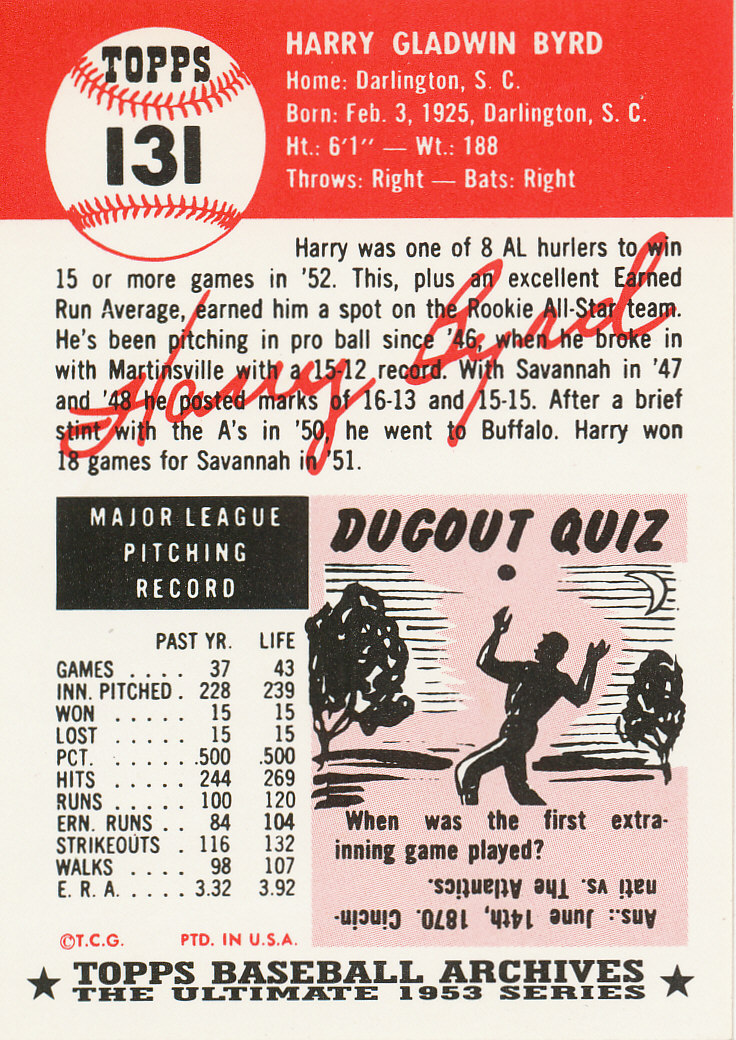 TOPPS
131
HARRY GLADWIN BYRD
Home: Darlington, S. C.
Born: Feb. 3, 1925, Darlington, S. C.
Ht.: 6'1" — Wt.: 188
Throws: Right — Bats: Right
Harry was one of 8 AL hurlers to win
15 or more games in '52. This, plus an excellent Earned
Run Average, earned him a spot on the Rookie All-Star team.
He's been pitching in pro ball since '46, when he broke in
with Martinsville with a 15-12 record. With Savannah in '47
and '48 he posted marks of 16-13 and 15-15. After a brief
stint with the A's in '50, he went to Buffalo. Harry won
18 games for Savannah in '51.
Harry Byrd
MAJOR LEAGUE
PITCHING
RECORD
PAST YR. LIFE
GAMES . . . . 37 43
INN. PITCHED . 228 239
WON . . . . . 15 15
LOST . . . . . 15 15
PCT. . . . . . .500 .500
HITS . . . . . 244 269
RUNS . . . . . 100 120
ERN. RUNS . . 84 104
STRIKEOUTS . 116 132
WALKS . . . . 98 107
E. R. A. . . . . 3.32 3.92
DUGOUT QUIZ
When was the first extra-
inning game played?
Ans.: June 14th, 1870. Cincin-
nati vs. The Atlantics.
©T.C.G. PTD. IN U.S.A.
TOPPS BASEBALL ARCHIVES
THE ULTIMATE 1953 SERIES